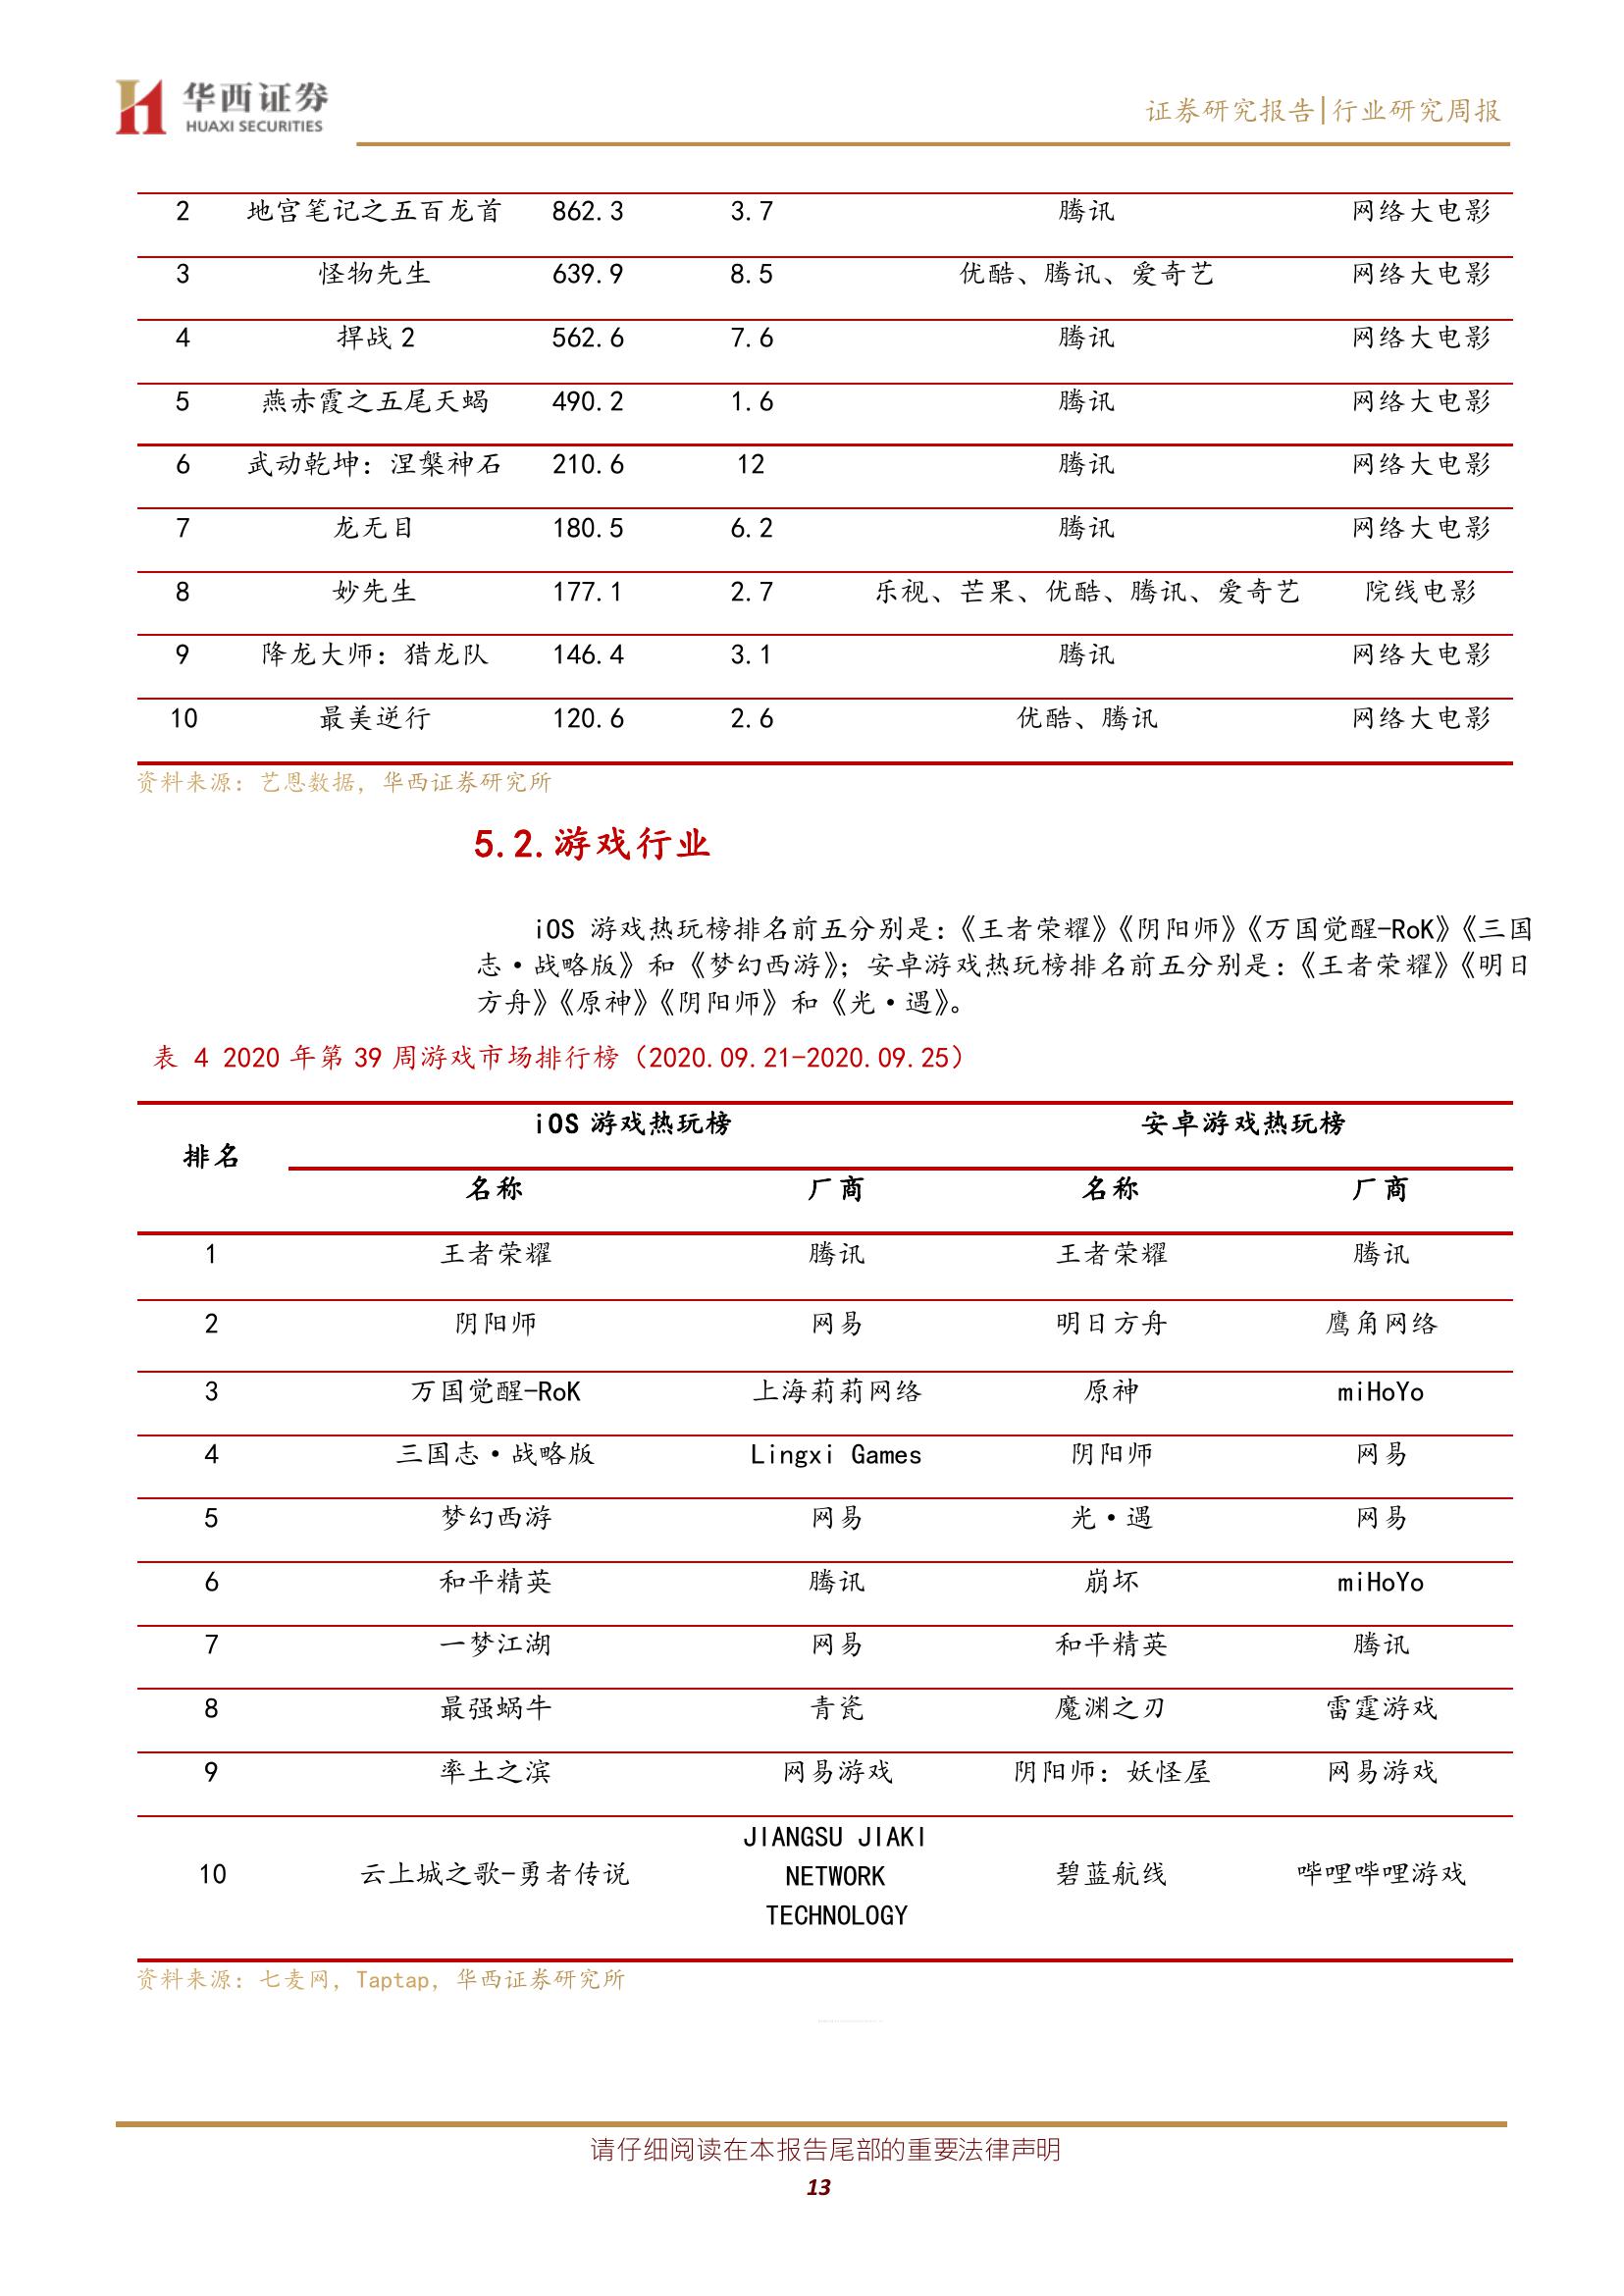 华西证券
HUAXI SECURITIES
证券研究报告|行业研究周报
2 地宫笔记之五百龙首 862.3 3.7 腾讯 网络大电影
3 怪物先生 639.9 8.5 优酷、腾讯、爱奇艺 网络大电影
4 捍战 2 562.6 7.6 腾讯 网络大电影
5 燕赤霞之五尾天蝎 490.2 1.6 腾讯 网络大电影
6 武动乾坤：涅槃神石 210.6 12 腾讯 网络大电影
7 龙无目 180.5 6.2 腾讯 网络大电影
8 妙先生 177.1 2.7 乐视、芒果、优酷、腾讯、爱奇艺 院线电影
9 降龙大师：猎龙队 146.4 3.1 腾讯 网络大电影
10 最美逆行 120.6 2.6 优酷、腾讯 网络大电影
资料来源：艺恩数据，华西证券研究所
5.2.游戏行业
iOS 游戏热玩榜排名前五分别是：《王者荣耀》《阴阳师》《万国觉醒-RoK》《三国
志·战略版》和《梦幻西游》；安卓游戏热玩榜排名前五分别是：《王者荣耀》《明日
方舟》《原神》《阴阳师》和《光·遇》。
表 4 2020 年第 39 周游戏市场排行榜（2020.09.21-2020.09.25）
排名 iOS 游戏热玩榜 安卓游戏热玩榜
名称 厂商 名称 厂商
1 王者荣耀 腾讯 王者荣耀 腾讯
2 阴阳师 网易 明日方舟 鹰角网络
3 万国觉醒-RoK 上海莉莉网络 原神 miHoYo
4 三国志·战略版 Lingxi Games 阴阳师 网易
5 梦幻西游 网易 光·遇 网易
6 和平精英 腾讯 崩坏 miHoYo
7 一梦江湖 网易 和平精英 腾讯
8 最强蜗牛 青瓷 魔渊之刃 雷霆游戏
9 率土之滨 网易游戏 阴阳师：妖怪屋 网易游戏
10 云上城之歌-勇者传说 JIANGSU JIAKI NETWORK TECHNOLOGY 碧蓝航线 哔哩哔哩游戏
资料来源：七麦网，Taptap，华西证券研究所
请仔细阅读在本报告尾部的重要法律声明
13